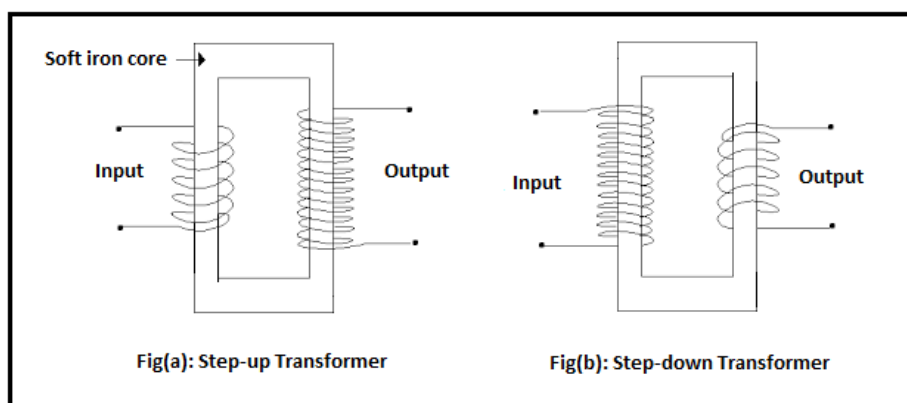 Soft iron core
Input
Output
Input
Output
Fig(a): Step-up Transformer
Fig(b): Step-down Transformer